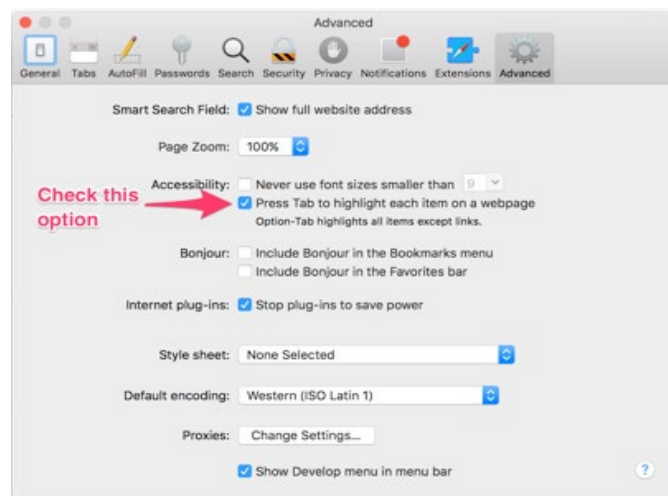 Advanced
General Tabs AutoFill Passwords Search Security Privacy Notifications Extensions Advanced
Smart Search Field: Show full website address
Page Zoom: 100%
Accessibility: Never use font sizes smaller than 9
Check this
option
Press Tab to highlight each item on a webpage
Option-Tab highlights all items except links.
Bonjour: Include Bonjour in the Bookmarks menu
Include Bonjour in the Favorites bar
Internet plug-ins: Stop plug-ins to save power
Style sheet: None Selected
Default encoding: Western (ISO Latin 1)
Proxies: Change Settings...
Show Develop menu in menu bar
?